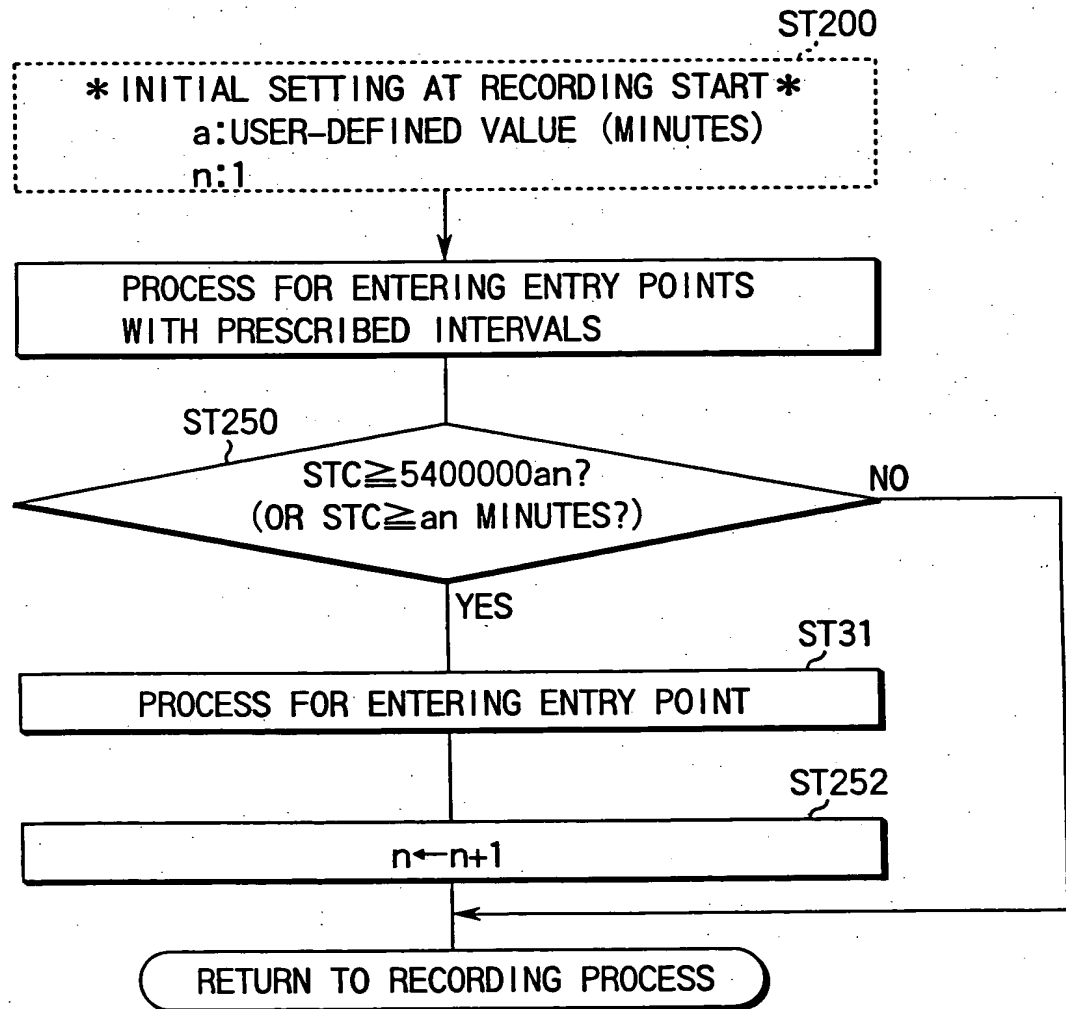 ST200
*INITIAL SETTING AT RECORDING START*
a:USER-DEFINED VALUE (MINUTES)
n:1
PROCESS FOR ENTERING ENTRY POINTS
WITH PRESCRIBED INTERVALS
ST250
STC≧5400000an?
(OR STC≧an MINUTES?)
NO
YES
ST31
PROCESS FOR ENTERING ENTRY POINT
ST252
n←n+1
RETURN TO RECORDING PROCESS